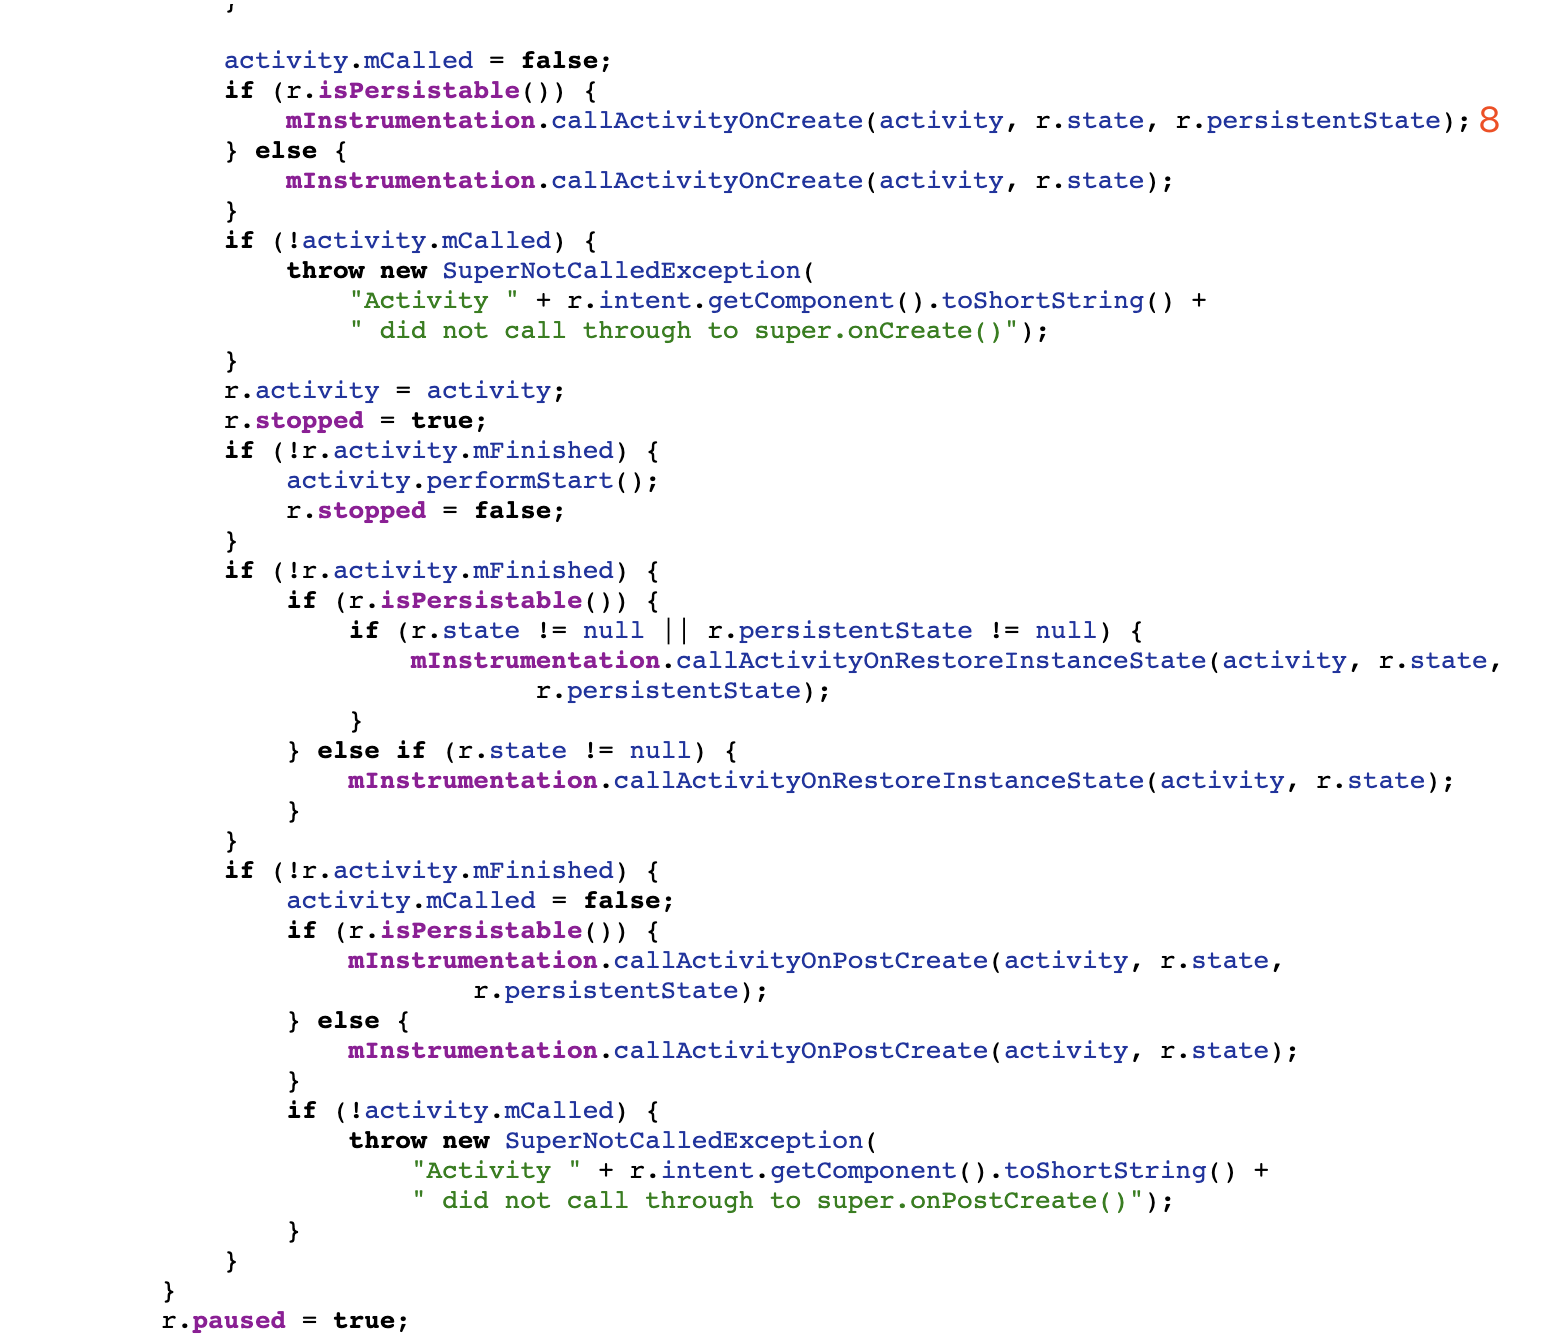 }
activity.mCalled = false;
if (r.isPersistable()) {
mInstrumentation.callActivityOnCreate(activity, r.state, r.persistentState); 8
} else {
mInstrumentation.callActivityOnCreate(activity, r.state);
}
if (!activity.mCalled) {
throw new SuperNotCalledException(
"Activity " + r.intent.getComponent().toShortString() +
" did not call through to super.onCreate()");
}
r.activity = activity;
r.stopped = true;
if (!r.activity.mFinished) {
activity.performStart();
r.stopped = false;
}
if (!r.activity.mFinished) {
if (r.isPersistable()) {
if (r.state != null || r.persistentState != null) {
mInstrumentation.callActivityOnRestoreInstanceState(activity, r.state,
r.persistentState);
}
} else if (r.state != null) {
mInstrumentation.callActivityOnRestoreInstanceState(activity, r.state);
}
}
if (!r.activity.mFinished) {
activity.mCalled = false;
if (r.isPersistable()) {
mInstrumentation.callActivityOnPostCreate(activity, r.state,
r.persistentState);
} else {
mInstrumentation.callActivityOnPostCreate(activity, r.state);
}
if (!activity.mCalled) {
throw new SuperNotCalledException(
"Activity " + r.intent.getComponent().toShortString() +
" did not call through to super.onPostCreate()");
}
}
}
r.paused = true;